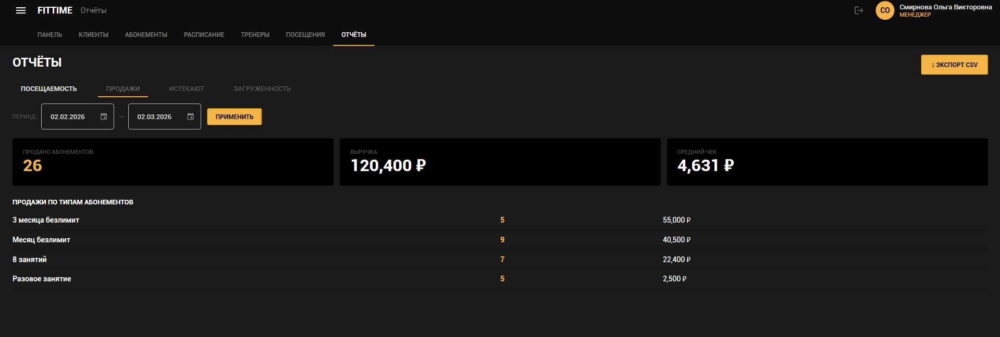 FITTIME Отчёты
СО Смирнова Ольга Викторовна
МЕНЕДЖЕР
ПАНЕЛЬ КЛИЕНТЫ АБОНЕМЕНТЫ РАСПИСАНИЕ ТРЕНЕРЫ ПОСЕЩЕНИЯ ОТЧЁТЫ
ОТЧЁТЫ
↓ ЭКСПОРТ CSV
ПОСЕЩАЕМОСТЬ ПРОДАЖИ ИСТЕКАЮТ ЗАГРУЖЕННОСТЬ
ПЕРИОД: 02.02.2026 — 02.03.2026 ПРИМЕНИТЬ
ПРОДАНО АБОНЕМЕНТОВ
26
ВЫРУЧКА
120,400 ₽
СРЕДНИЙ ЧЕК
4,631 ₽
ПРОДАЖИ ПО ТИПАМ АБОНЕМЕНТОВ
3 месяца безлимит 5 55,000 ₽
Месяц безлимит 9 40,500 ₽
8 занятий 7 22,400 ₽
Разовое занятие 5 2,500 ₽